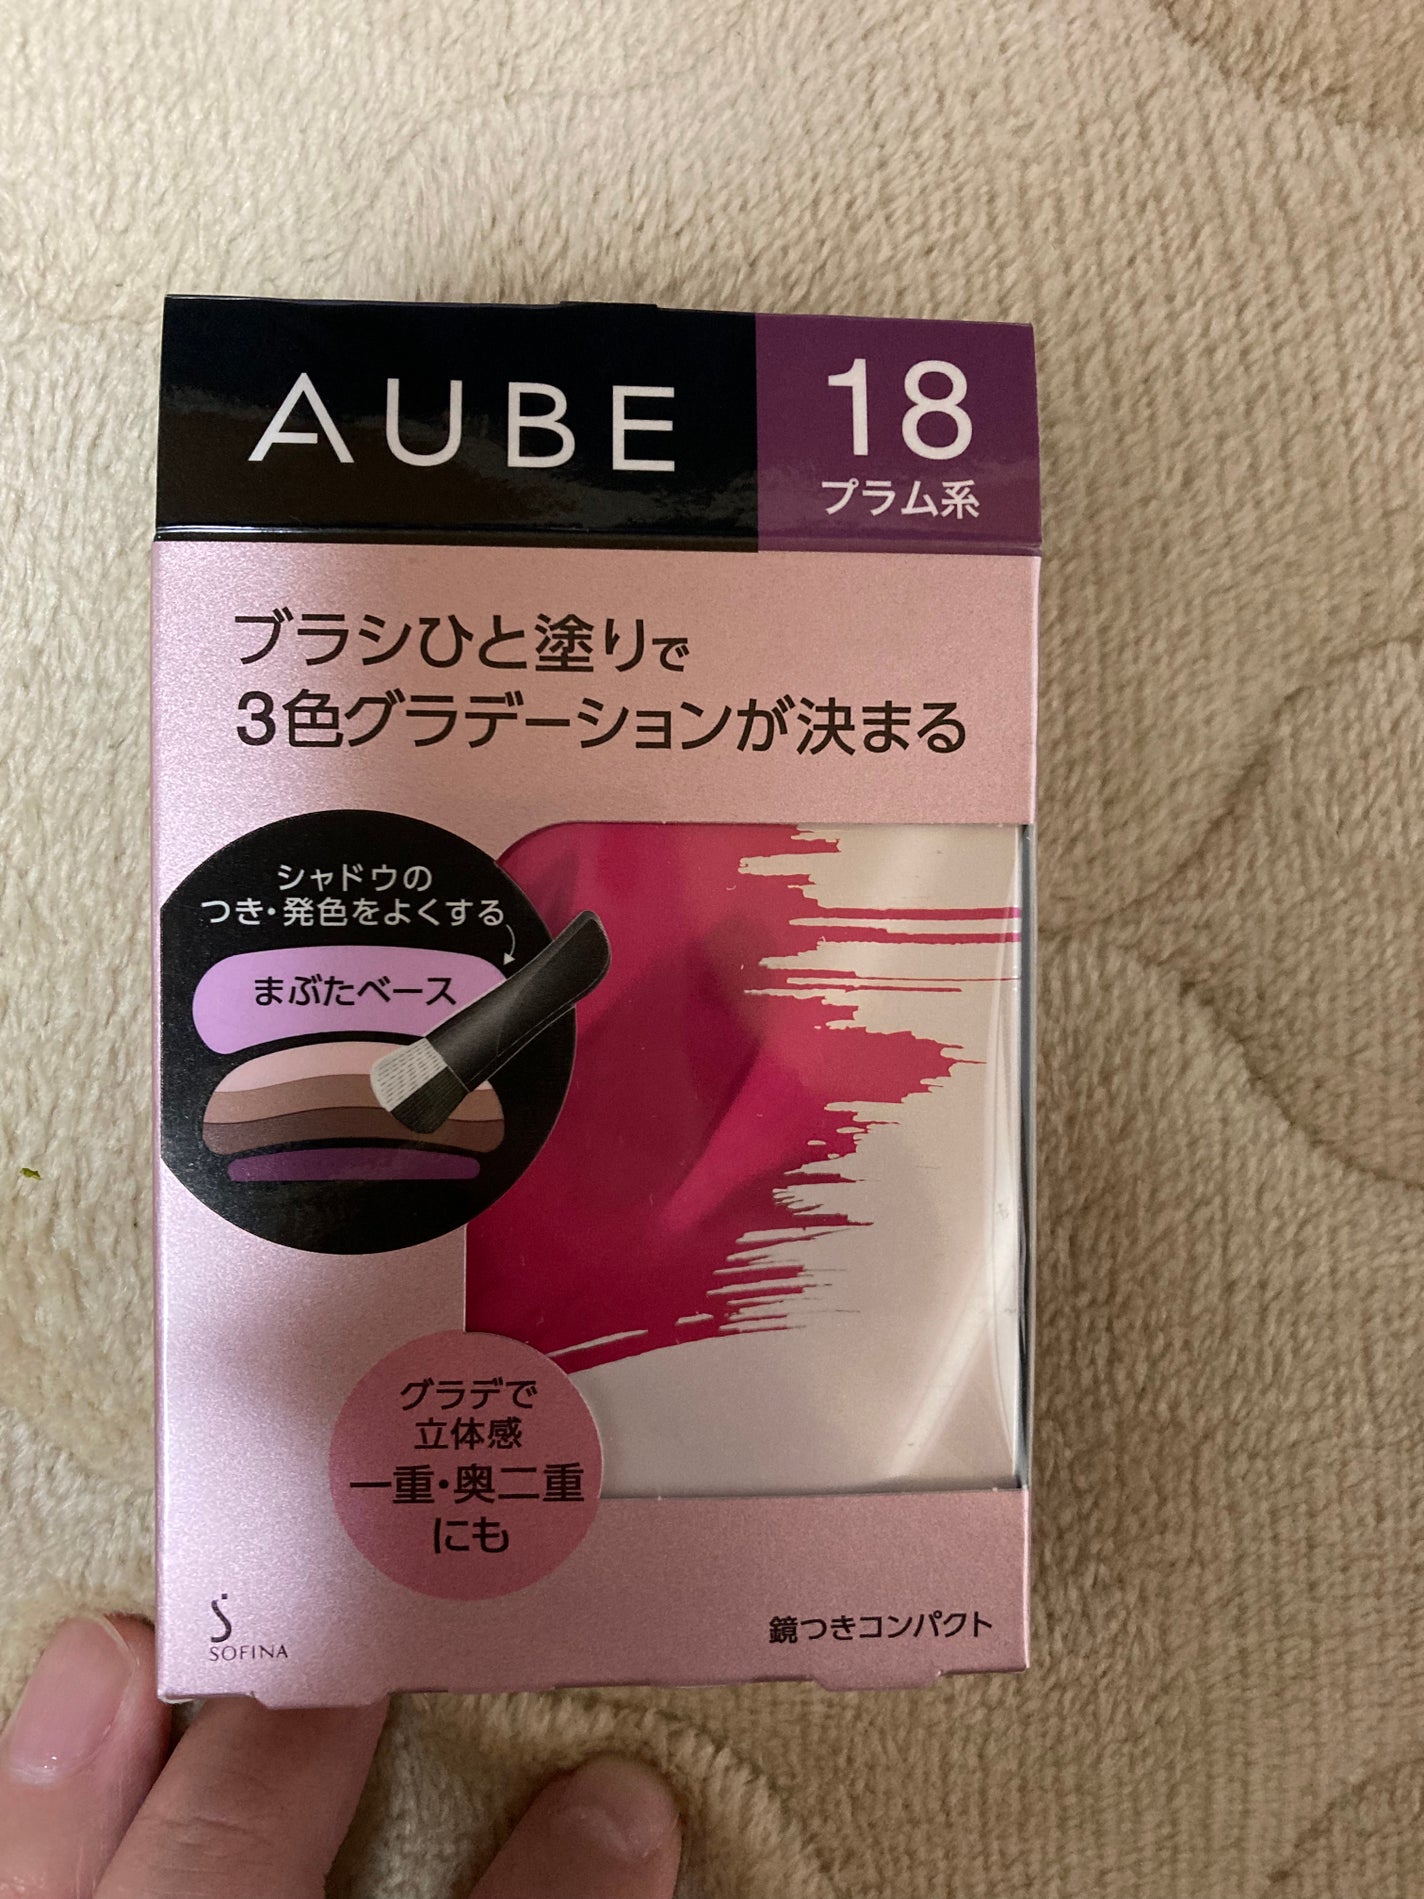 AUBE
18
プラム系
ブラシひと塗りで
3色グラデーションが決まる
シャドウの
つき・発色をよくする
まぶたベース
グラデで
立体感
一重・奥二重
にも
SOFINA
鏡つきコンパクト